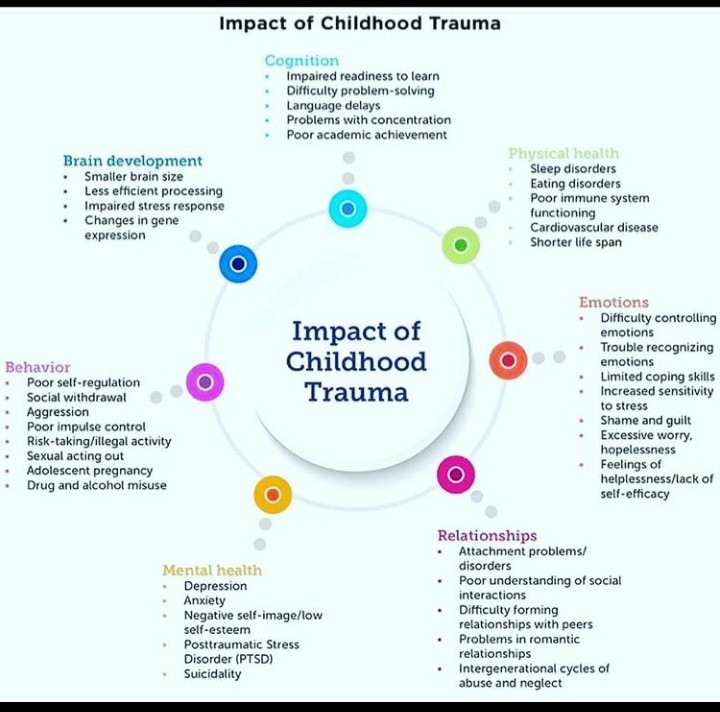 Impact of Childhood Trauma
Cognition
• Impaired readiness to learn
• Difficulty problem-solving
• Language delays
• Problems with concentration
• Poor academic achievement
Physical health
• Sleep disorders
• Eating disorders
• Poor immune system
functioning
• Cardiovascular disease
• Shorter life span
Emotions
• Difficulty controlling
emotions
• Trouble recognizing
emotions
• Limited coping skills
• Increased sensitivity
to stress
• Shame and guilt
• Excessive worry,
hopelessness
• Feelings of
helplessness/lack of
self-efficacy
Relationships
• Attachment problems/
disorders
• Poor understanding of social
interactions
• Difficulty forming
relationships with peers
• Problems in romantic
relationships
• Intergenerational cycles of
abuse and neglect
Mental health
• Depression
• Anxiety
• Negative self-image/low
self-esteem
• Posttraumatic Stress
Disorder (PTSD)
• Suicidality
Behavior
• Poor self-regulation
• Social withdrawal
• Aggression
• Poor impulse control
• Risk-taking/illegal activity
• Sexual acting out
• Adolescent pregnancy
• Drug and alcohol misuse
Brain development
• Smaller brain size
• Less efficient processing
• Impaired stress response
• Changes in gene
expression
Impact of
Childhood
Trauma